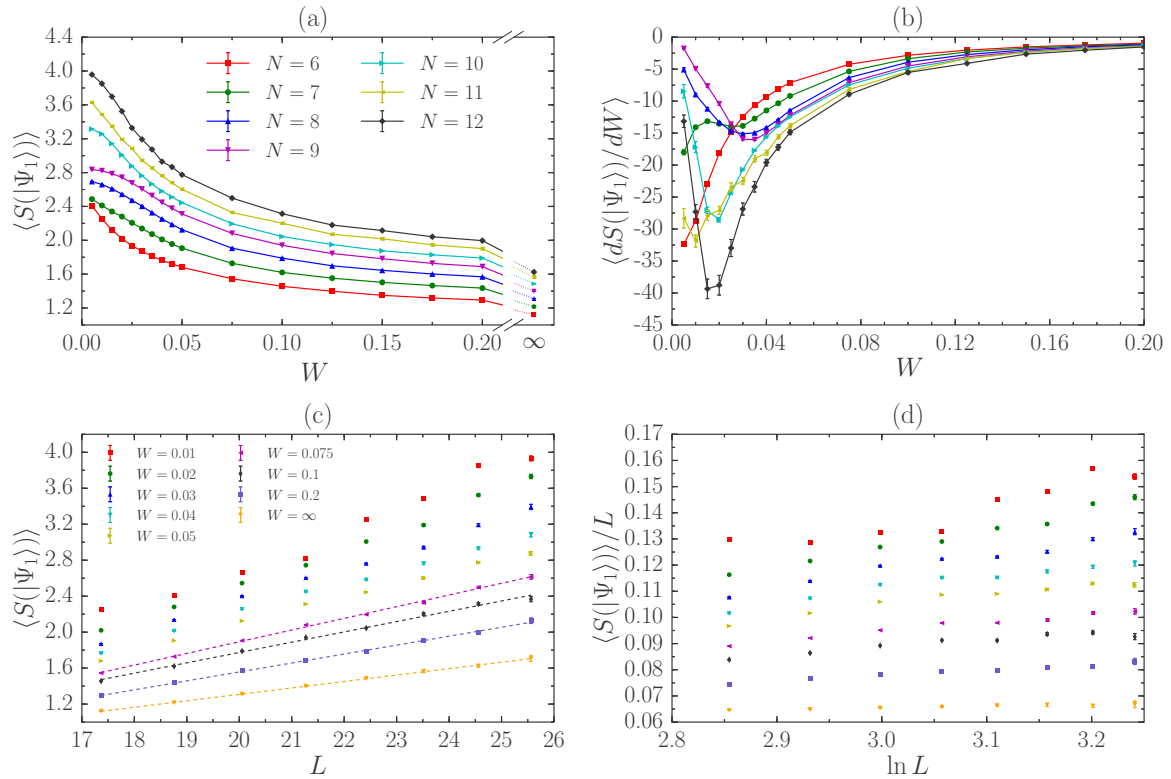 (a)
⟨S(|Ψ₁⟩)⟩
4.4
4.0
3.6
3.2
2.8
2.4
2.0
1.6
1.2
N = 6
N = 7
N = 8
N = 9
N = 10
N = 11
N = 12
0.00 0.05 0.10 0.15 0.20 ∞
W
(b)
⟨dS(|Ψ₁⟩)/dW⟩
0
-5
-10
-15
-20
-25
-30
-35
-40
-45
0.00 0.04 0.08 0.12 0.16 0.20
W
(c)
⟨S(|Ψ₁⟩)⟩
4.0
3.6
3.2
2.8
2.4
2.0
1.6
1.2
W = 0.01
W = 0.02
W = 0.03
W = 0.04
W = 0.05
W = 0.075
W = 0.1
W = 0.2
W = ∞
17 18 19 20 21 22 23 24 25 26
L
(d)
⟨S(|Ψ₁⟩)⟩/L
0.17
0.16
0.15
0.14
0.13
0.12
0.11
0.10
0.09
0.08
0.07
0.06
2.8 2.9 3.0 3.1 3.2
ln L